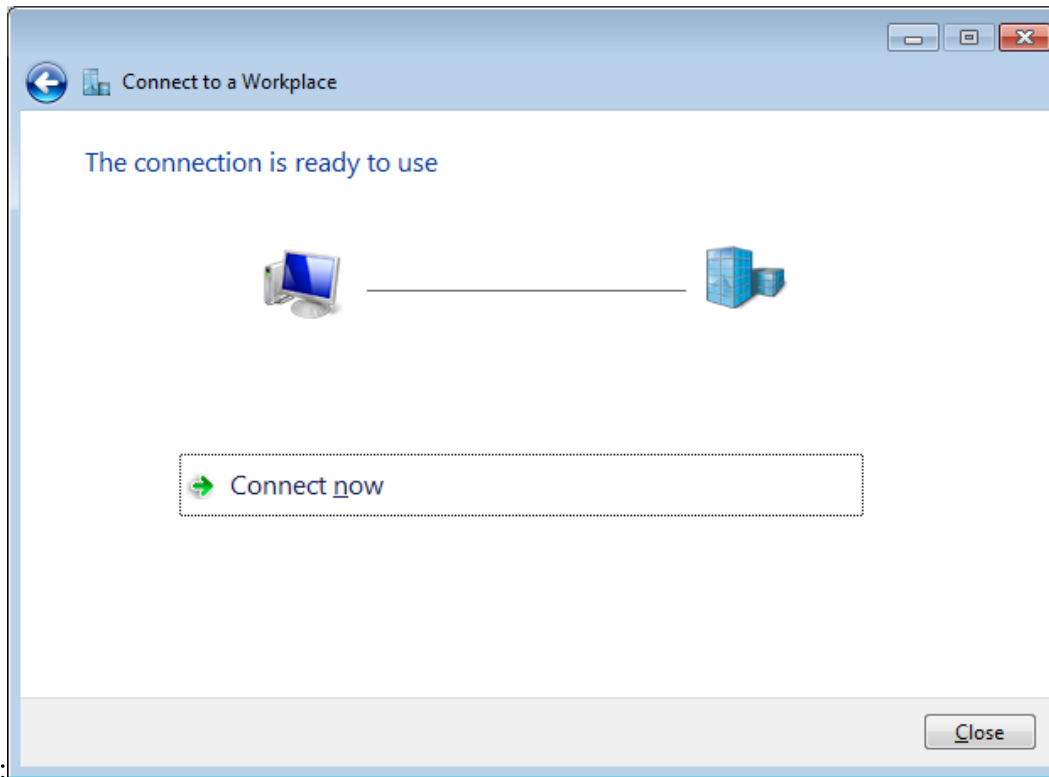 Connect to a Workplace
The connection is ready to use
Connect now
Close
: